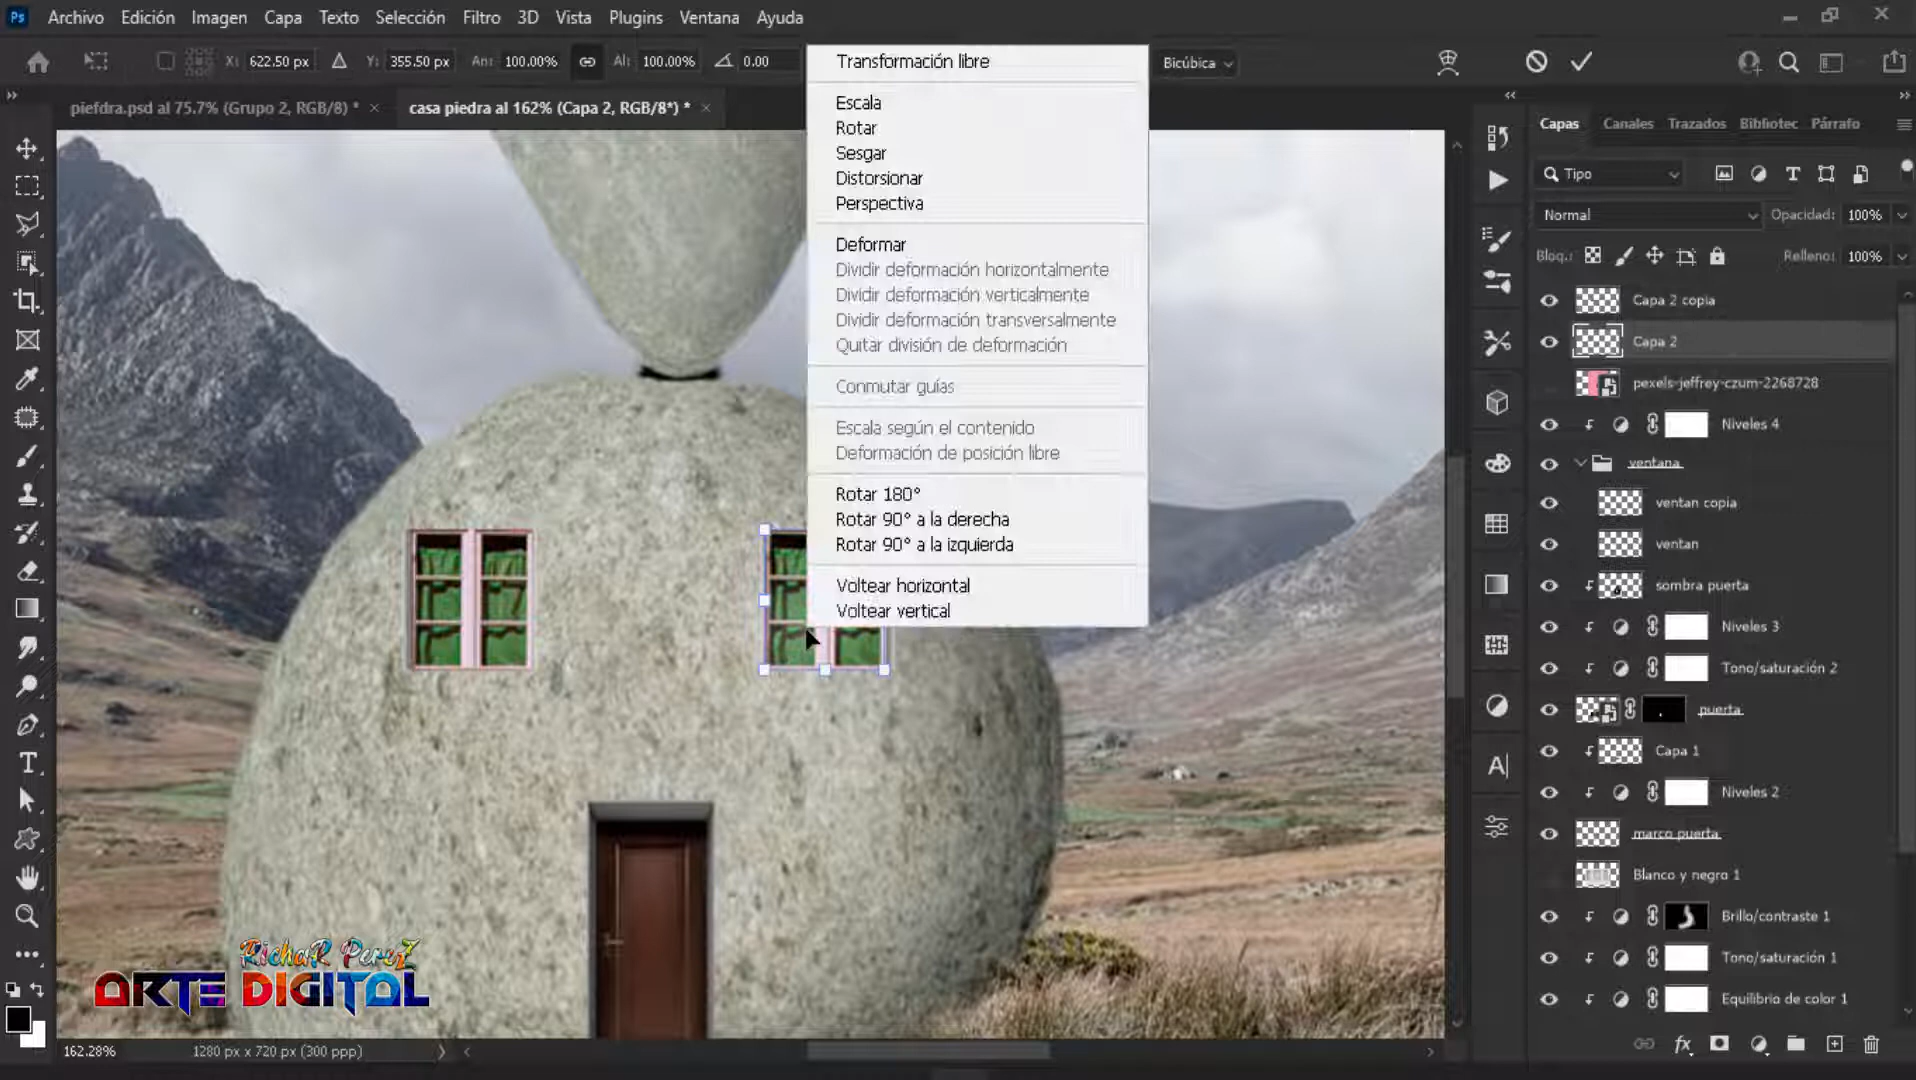 Ps Archivo Edición Imagen Capa Texto Selección Filtro 3D Vista Plugins Ventana Ayuda
X: 622.50 px Y: 355.50 px An: 100.00% Al: 100.00% 0.00 Bicúbica
piefdra.psd al 75.7% (Grupo 2, RGB/8) * ×
casa piedra al 162% (Capa 2, RGB/8*) * ×
Transformación libre
Escala
Rotar
Sesgar
Distorsionar
Perspectiva
Deformar
Dividir deformación horizontalmente
Dividir deformación verticalmente
Dividir deformación transversalmente
Quitar división de deformación
Conmutar guías
Escala según el contenido
Deformación de posición libre
Rotar 180°
Rotar 90° a la derecha
Rotar 90° a la izquierda
Voltear horizontal
Voltear vertical
Capas Canales Trazados Bibliotec Párrafo
Tipo
Normal Opacidad: 100%
Bloq.: Relleno: 100%
Capa 2 copia
Capa 2
pexels-jeffrey-czum-2268728
Niveles 4
ventana
ventan copia
ventan
sombra puerta
Niveles 3
Tono/saturación 2
puerta
Capa 1
Niveles 2
marco puerta
Blanco y negro 1
Brillo/contraste 1
Tono/saturación 1
Equilibrio de color 1
RichaR PereZ
ARTE DIGITAL
162.28% 1280 px x 720 px (300 ppp)